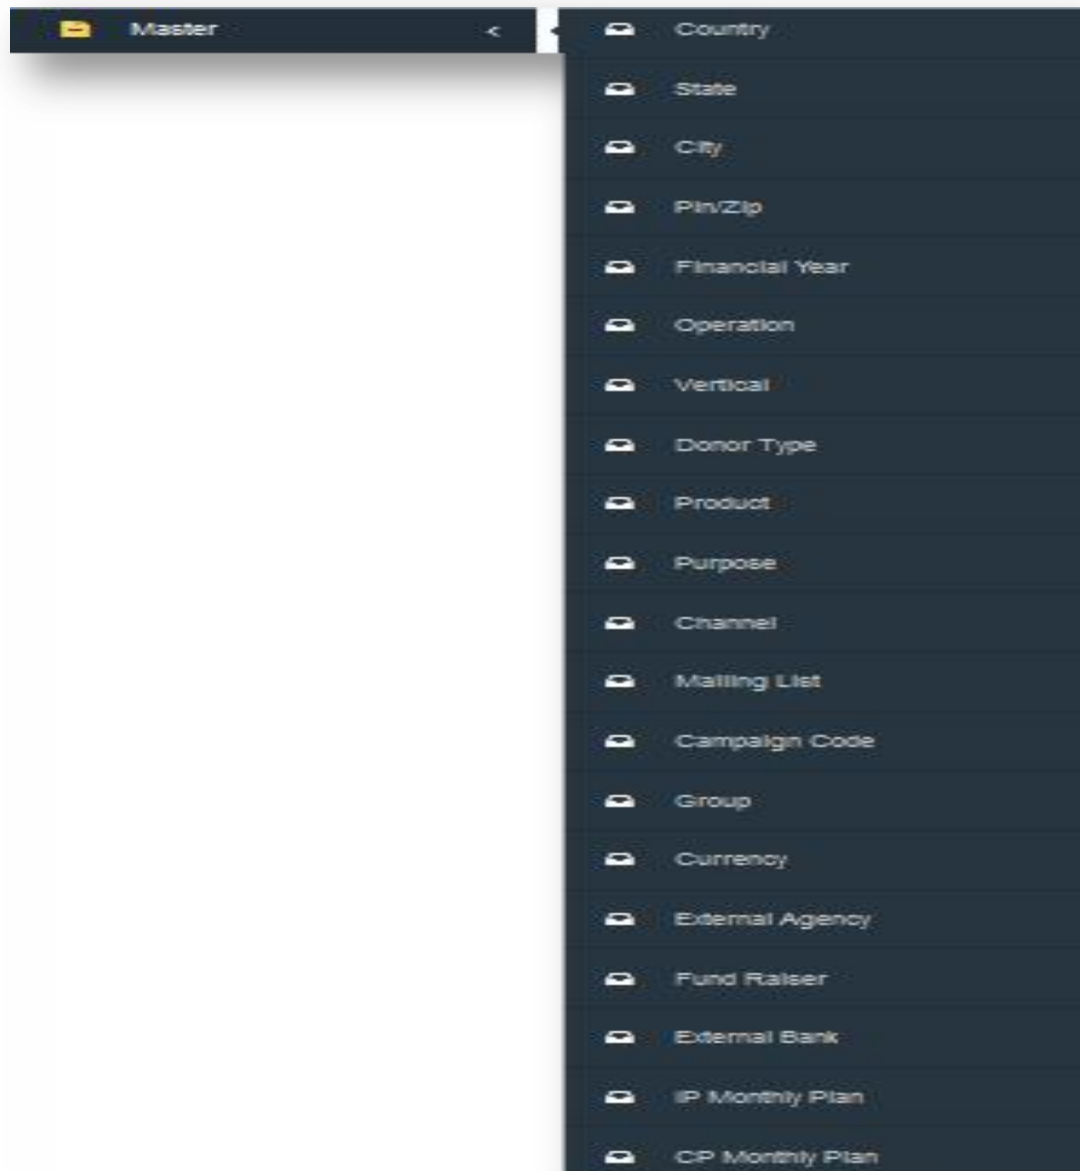 Master
Country
State
City
Pin/Zip
Financial Year
Operation
Vertical
Donor Type
Product
Purpose
Channel
Mailing List
Campaign Code
Group
Currency
External Agency
Fund Raiser
External Bank
IP Monthly Plan
CP Monthly Plan